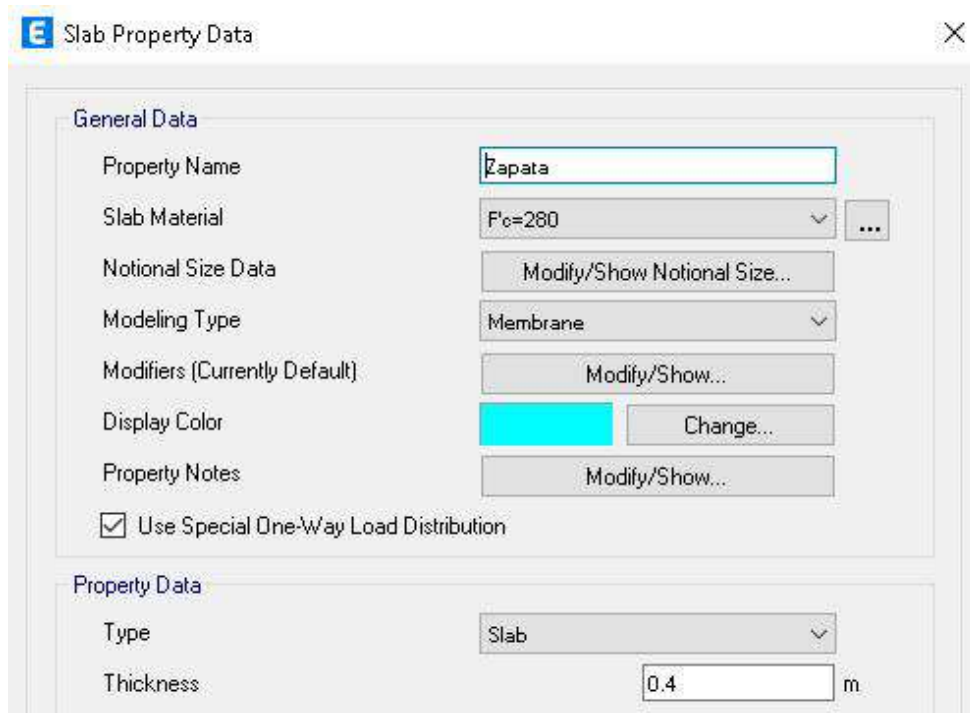 E Slab Property Data
General Data
Property Name Zapata
Slab Material F'c=280 ...
Notional Size Data Modify/Show Notional Size...
Modeling Type Membrane
Modifiers (Currently Default) Modify/Show...
Display Color Change...
Property Notes Modify/Show...
Use Special One-Way Load Distribution
Property Data
Type Slab
Thickness 0.4 m